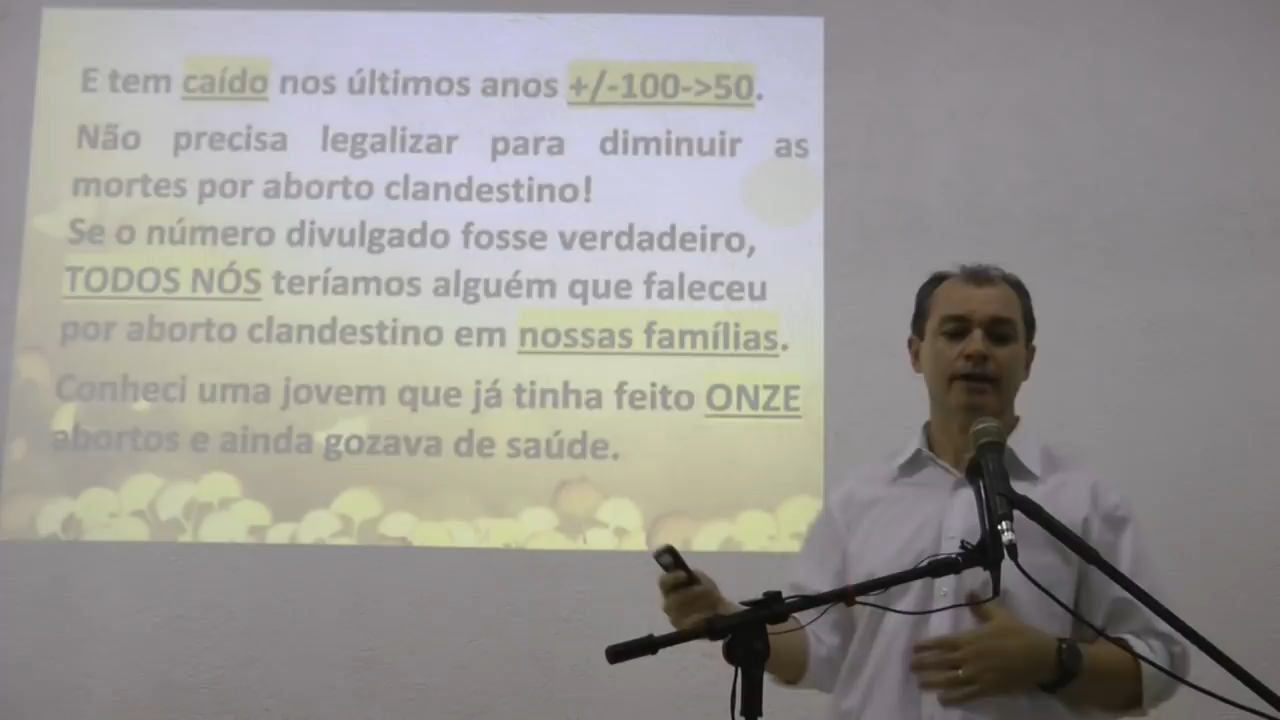 E tem caído nos últimos anos +/-100->50.
Não precisa legalizar para diminuir as
mortes por aborto clandestino!
Se o número divulgado fosse verdadeiro,
TODOS NÓS teríamos alguém que faleceu
por aborto clandestino em nossas famílias.
Conheci uma jovem que já tinha feito ONZE
abortos e ainda gozava de saúde.